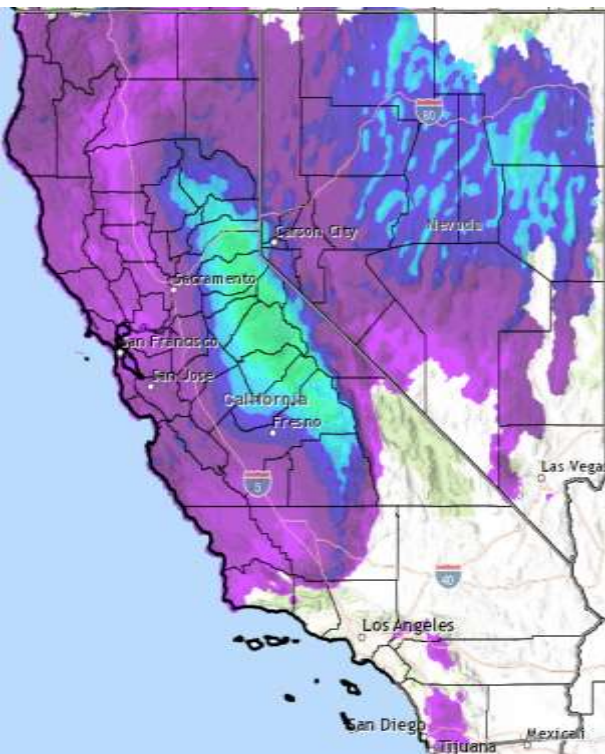 80
Nevada
Carson City
Sacramento
San Francisco
San Jose
California
Fresno
5
Las Vegas
40
Los Angeles
San Diego
Mexicali
Tijuana